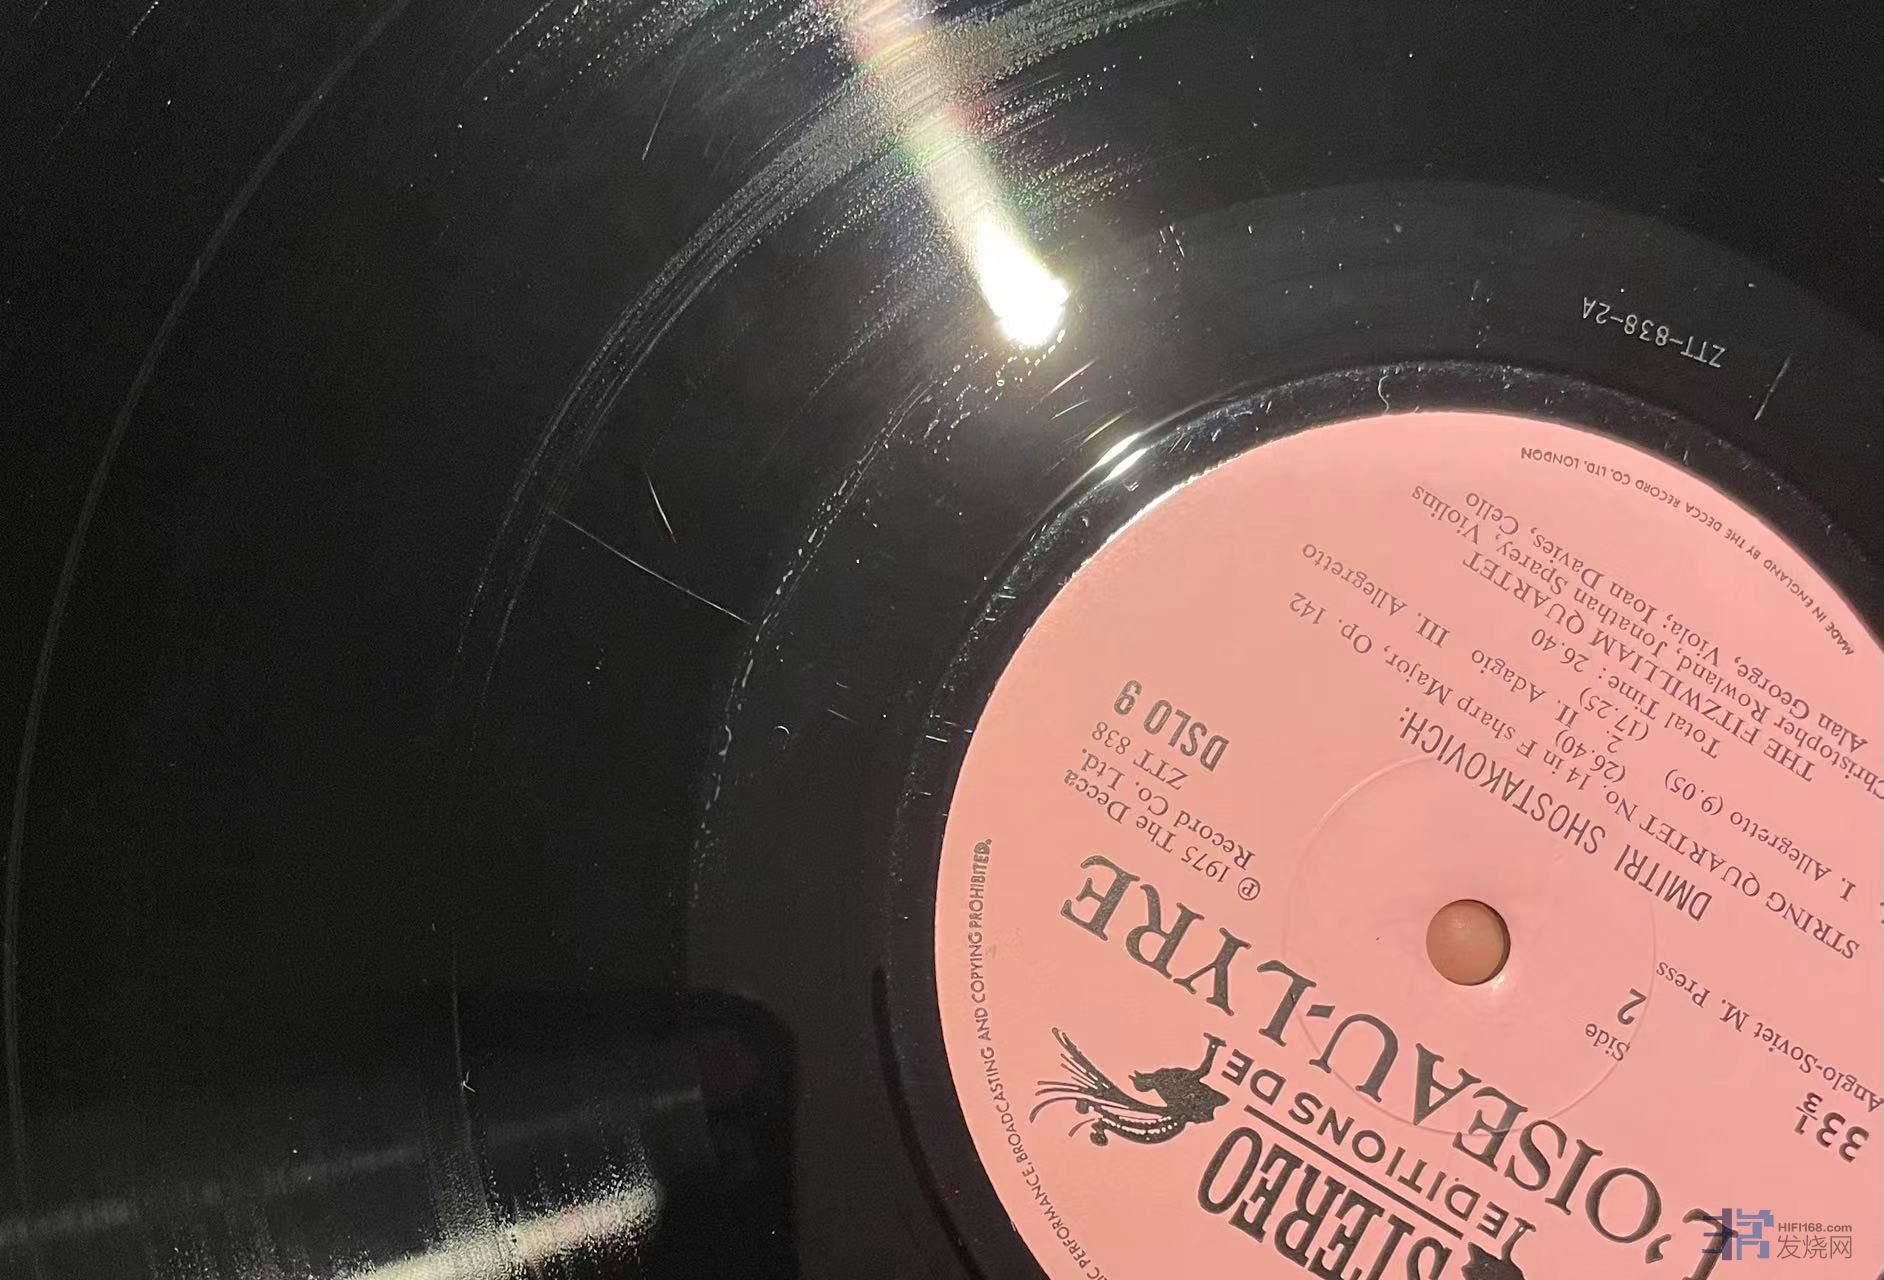 STEREO
EDITIONS DE
L'OISEAU-LYRE
33⅓
Side
2
Anglo-Soviet M. Press
℗ 1975 The Decca
Record Co. Ltd.
ZTT 838
DSLO 9
DMITRI SHOSTAKOVICH:
STRING QUARTET No. 14 in F sharp Major, Op. 142
(26.40)
I. Allegretto (9.05) II. Adagio III. Allegretto
2:
(17.25)
Total Time: 26.40
THE FITZWILLIAM QUARTET
Christopher Rowland, Jonathan Sparey, Violins
Alan George, Viola; Ioan Davies, Cello
MADE IN ENGLAND BY THE DECCA RECORD CO. LTD. LONDON
PERFORMANCE, BROADCASTING AND COPYING PROHIBITED.
ZTT-838-2A
HIFI168.com
发烧网